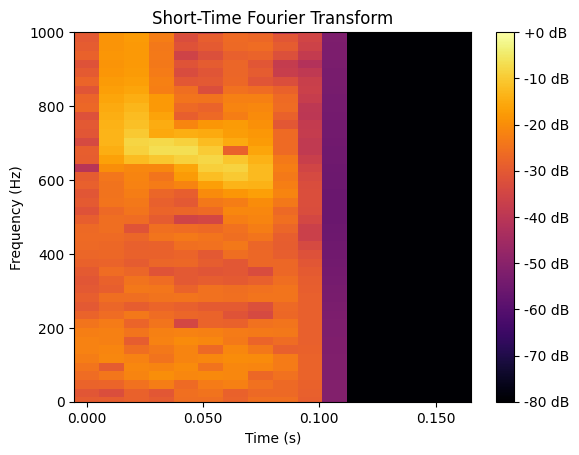 Short-Time Fourier Transform
1000
800
600
400
200
0
Frequency (Hz)
0.000
0.050
0.100
0.150
Time (s)
+0 dB
-10 dB
-20 dB
-30 dB
-40 dB
-50 dB
-60 dB
-70 dB
-80 dB